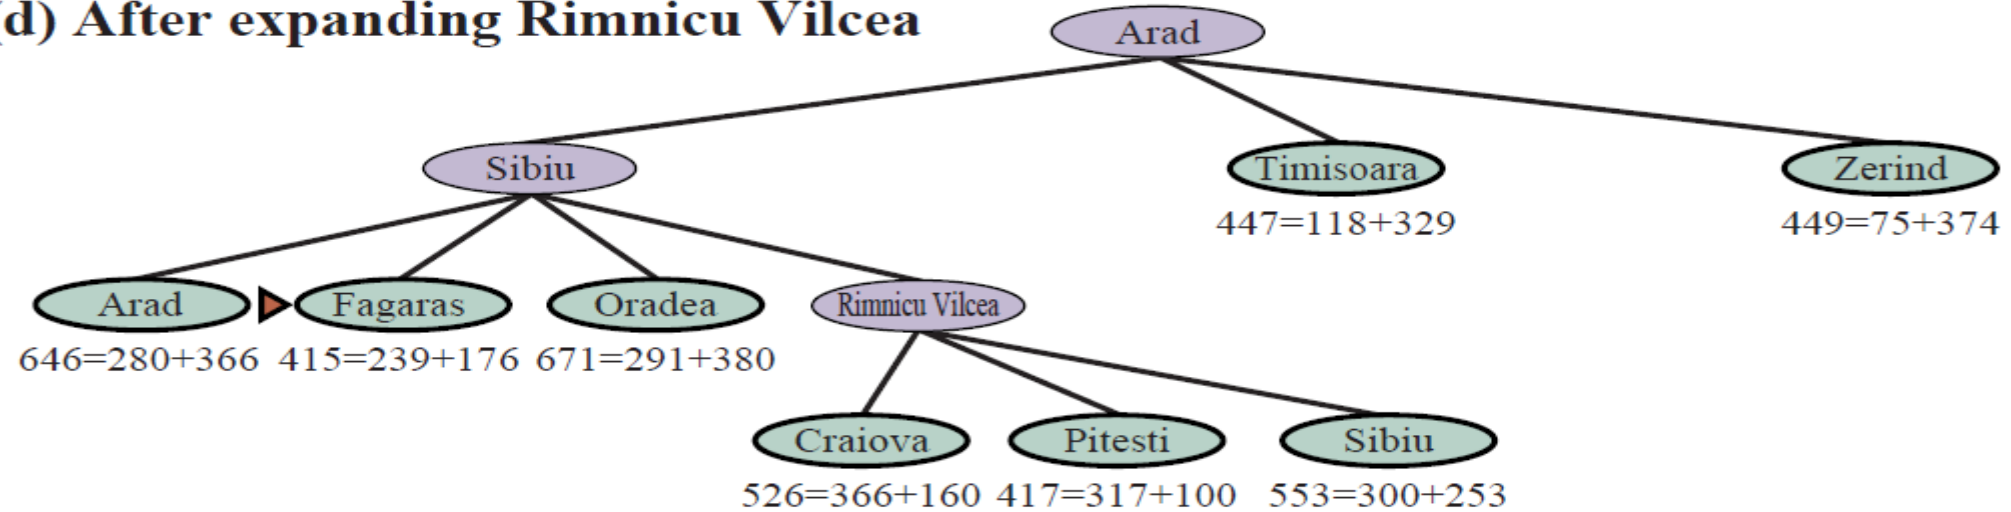 (d) After expanding Rimnicu Vilcea
Arad
Sibiu
Timisoara
Zerind
447=118+329
449=75+374
Arad
Fagaras
Oradea
Rimnicu Vilcea
646=280+366
415=239+176
671=291+380
Craiova
Pitesti
Sibiu
526=366+160
417=317+100
553=300+253